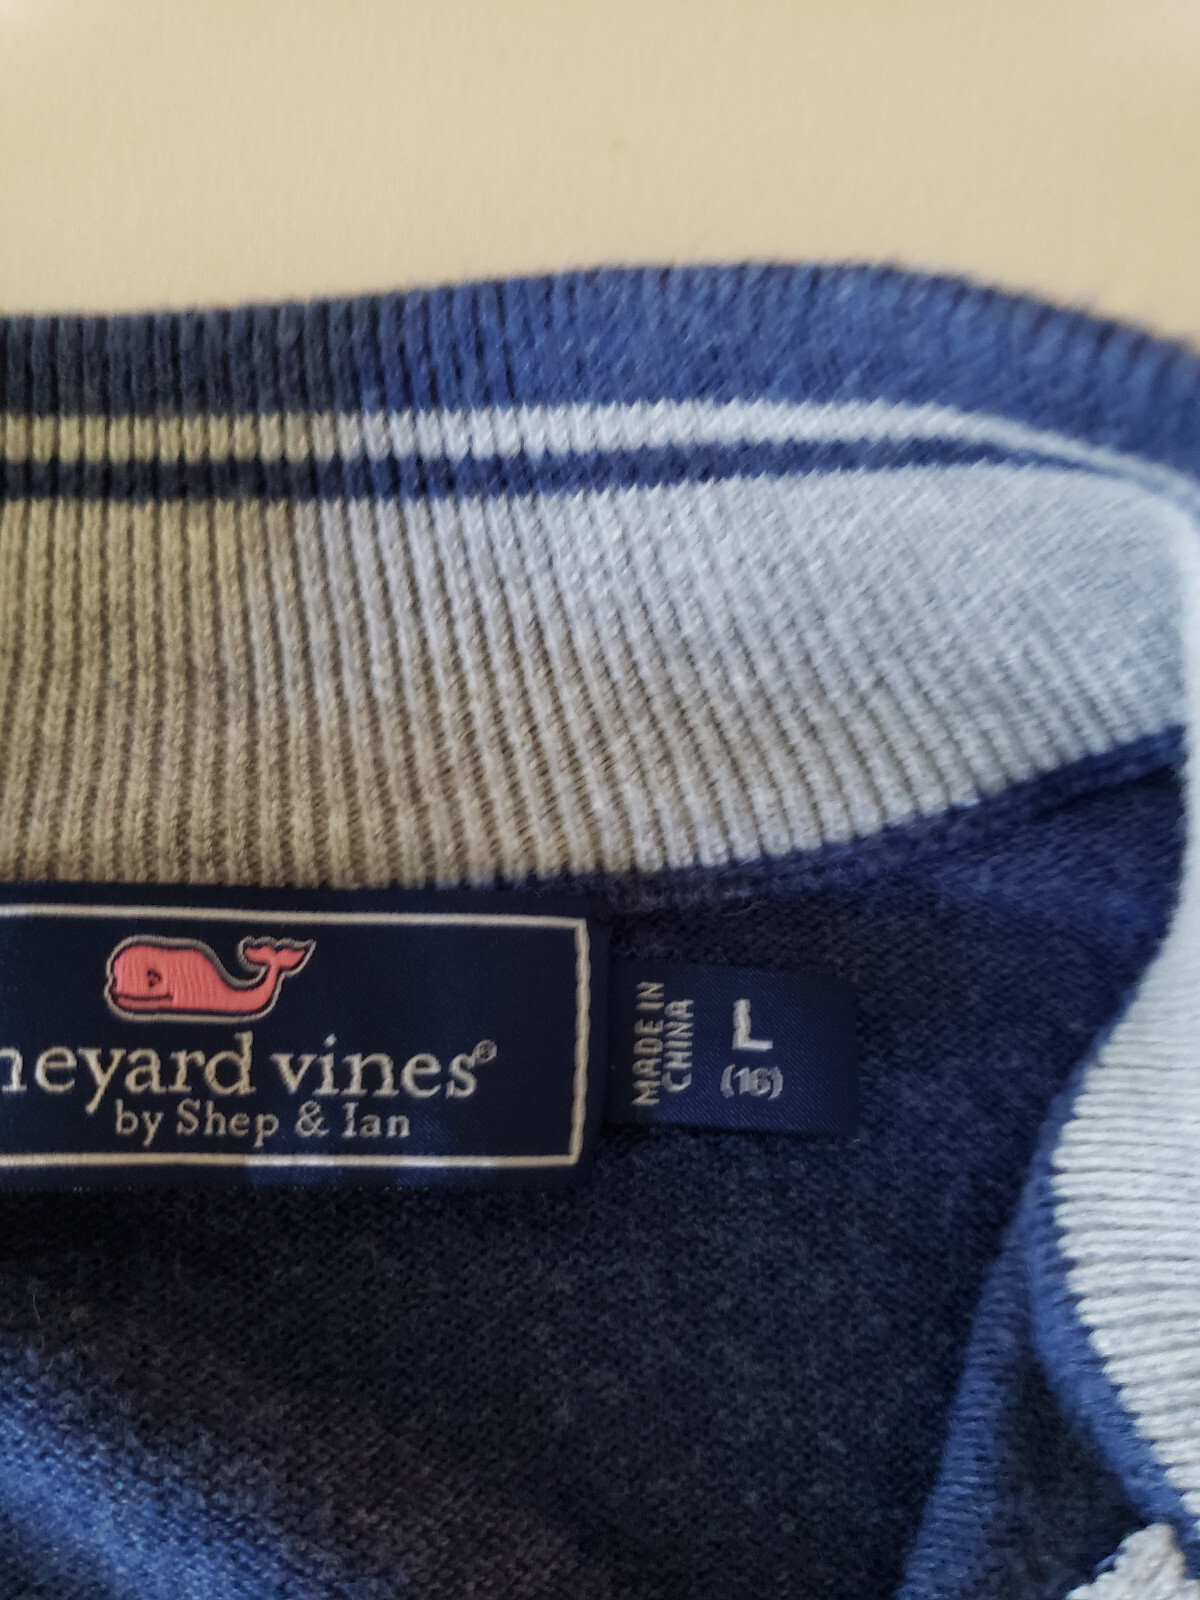 neyard vines®
by Shep & Ian
MADE IN
CHINA
L
(16)